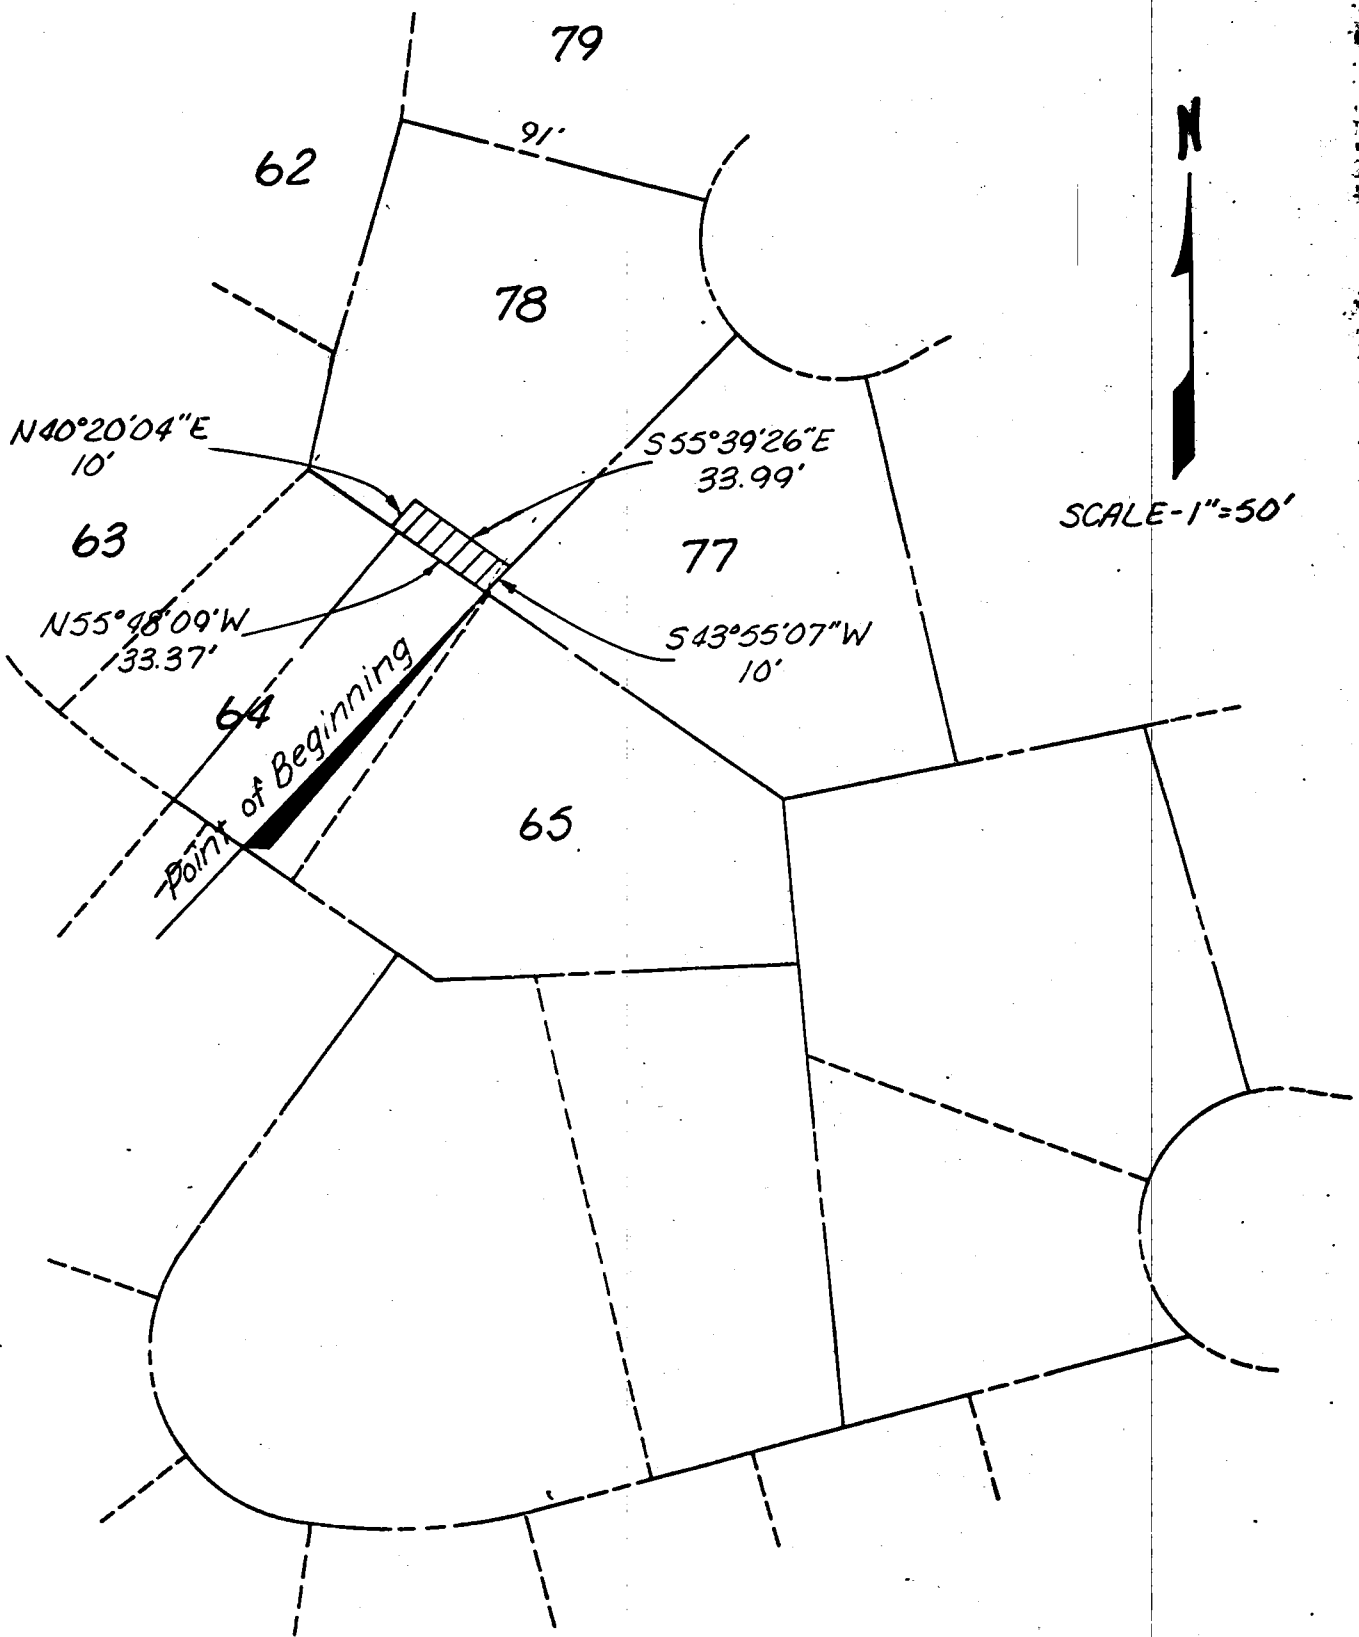 79
91'
N
62
78
N40°20'04"E
10'
S55°39'26"E
33.99'
SCALE-1"=50'
63
77
N55°48'09'W
33.37'
S43°55'07"W
10'
64
Point of Beginning
65